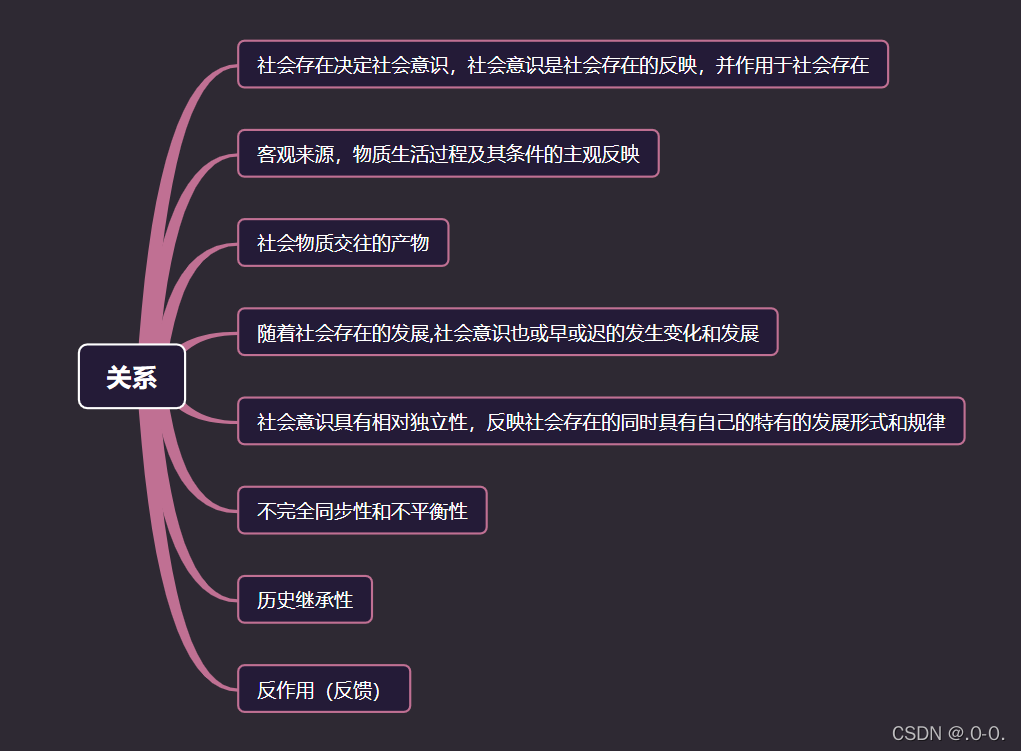 社会存在决定社会意识，社会意识是社会存在的反映，并作用于社会存在
客观来源，物质生活过程及其条件的主观反映
社会物质交往的产物
随着社会存在的发展,社会意识也或早或迟的发生变化和发展
关系
社会意识具有相对独立性，反映社会存在的同时具有自己的特有的发展形式和规律
不完全同步性和不平衡性
历史继承性
反作用（反馈）
CSDN @.0-0.